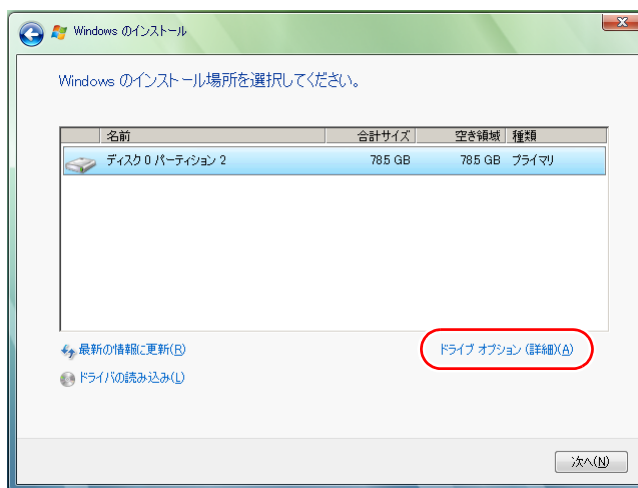 Windows のインストール
Windows のインストール場所を選択してください。
名前 合計サイズ 空き領域 種類
ディスク 0 パーティション 2 78.5 GB 78.5 GB プライマリ
最新の情報に更新(R) ドライブ オプション (詳細)(A)
ドライバの読み込み(L)
次へ(N)